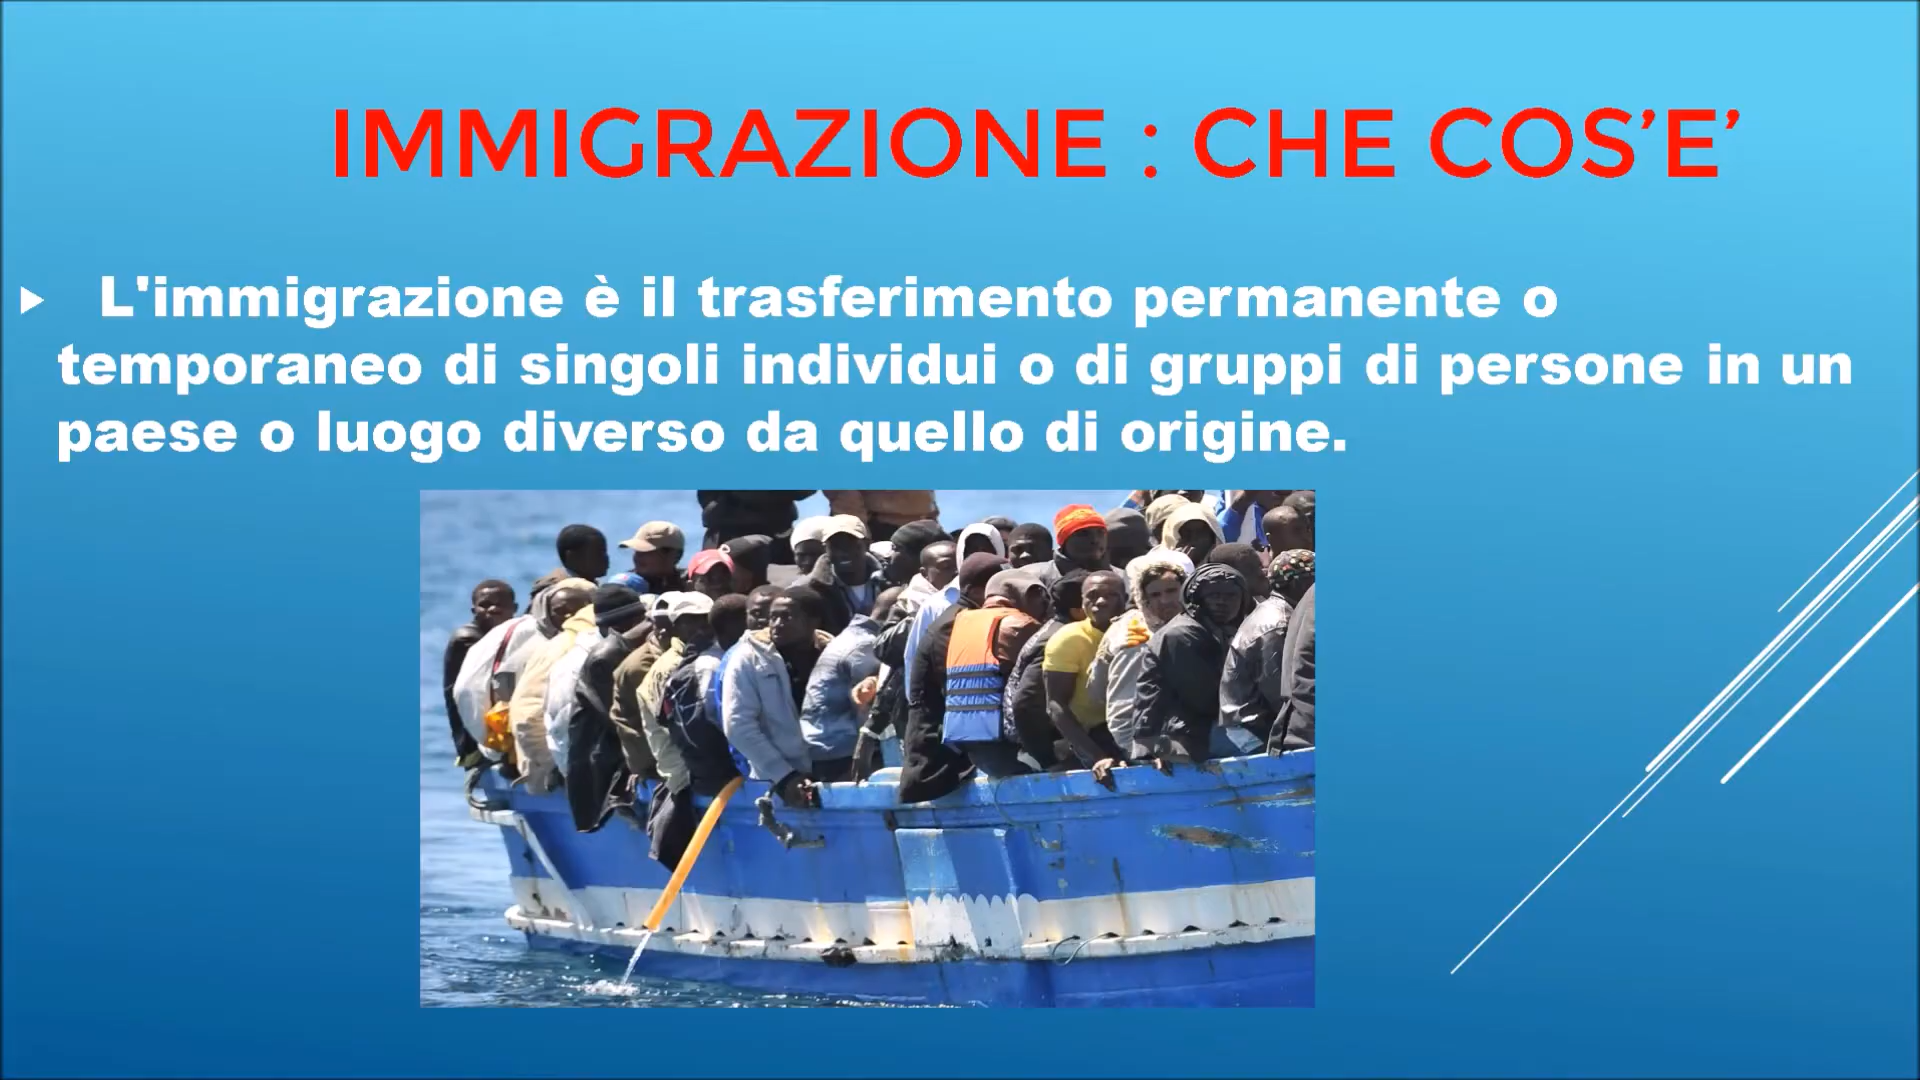 IMMIGRAZIONE : CHE COS’E’
L'immigrazione è il trasferimento permanente o
temporaneo di singoli individui o di gruppi di persone in un
paese o luogo diverso da quello di origine.